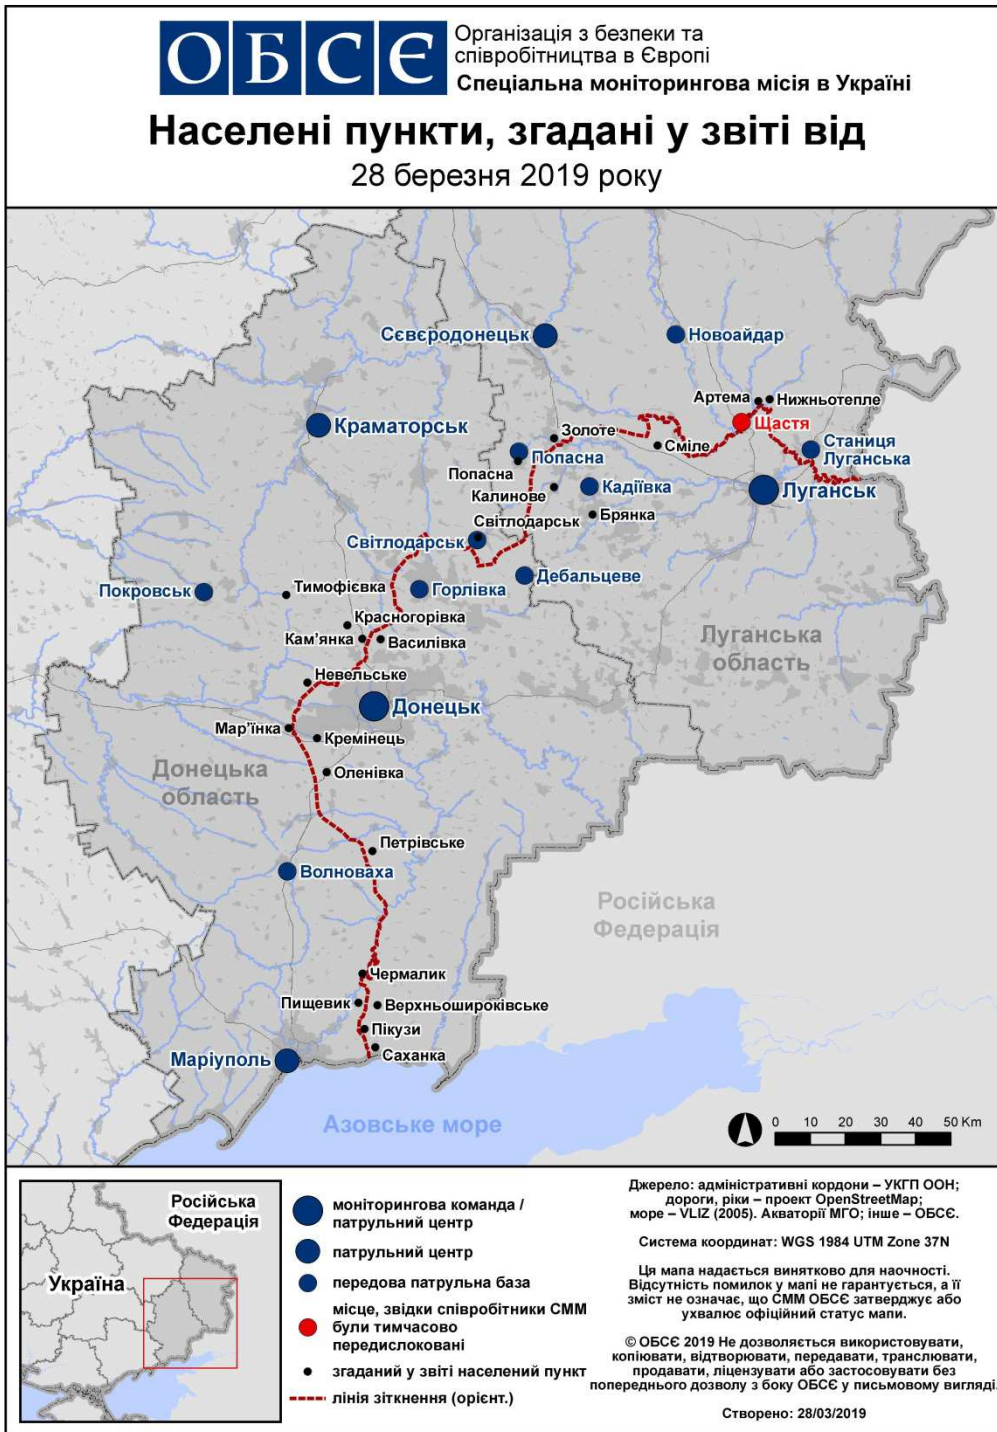 ОБСЄ
Організація з безпеки та
співробітництва в Європі
Спеціальна моніторингова місія в Україні
Населені пункти, згадані у звіті від
28 березня 2019 року
Сєвєродонецьк
Новоайдар
Артема
Нижньотепле
Щастя
Краматорськ
Золоте
Сміле
Станиця
Луганська
Попасна
Попасна
Калинове
Кадіївка
Луганськ
Світлодарськ
Брянка
Світлодарськ
Дебальцеве
Покровськ
Тимофієвка
Горлівка
Красногорівка
Кам’янка
Василівка
Луганська
область
Невельське
Донецьк
Мар’їнка
Кремінець
Донецька
область
Оленівка
Петрівське
Волноваха
Російська
Федерація
Чермалик
Пищевик
Верхньошироківське
Пікузи
Саханка
Маріуполь
Азовське море
0 10 20 30 40 50 Km
Російська
Федерація
Україна
моніторингова команда /
патрульний центр
патрульний центр
передова патрульна база
місце, звідки співробітники СММ
були тимчасово
передислоковані
згаданий у звіті населений пункт
лінія зіткнення (орієнт.)
Джерело: адміністративні кордони – УКГП ООН;
дороги, ріки – проект OpenStreetMap;
море – VLIZ (2005). Акваторії МГО; інше – ОБСЄ.
Система координат: WGS 1984 UTM Zone 37N
Ця мапа надається винятково для наочності.
Відсутність помилок у мапі не гарантується, а її
зміст не означає, що СММ ОБСЄ затверджує або
ухвалює офіційний статус мапи.
© ОБСЄ 2019 Не дозволяється використовувати,
копіювати, відтворювати, передавати, транслювати,
продавати, ліцензувати або застосовувати без
попереднього дозволу з боку ОБСЄ у письмовому вигляді.
Створено: 28/03/2019